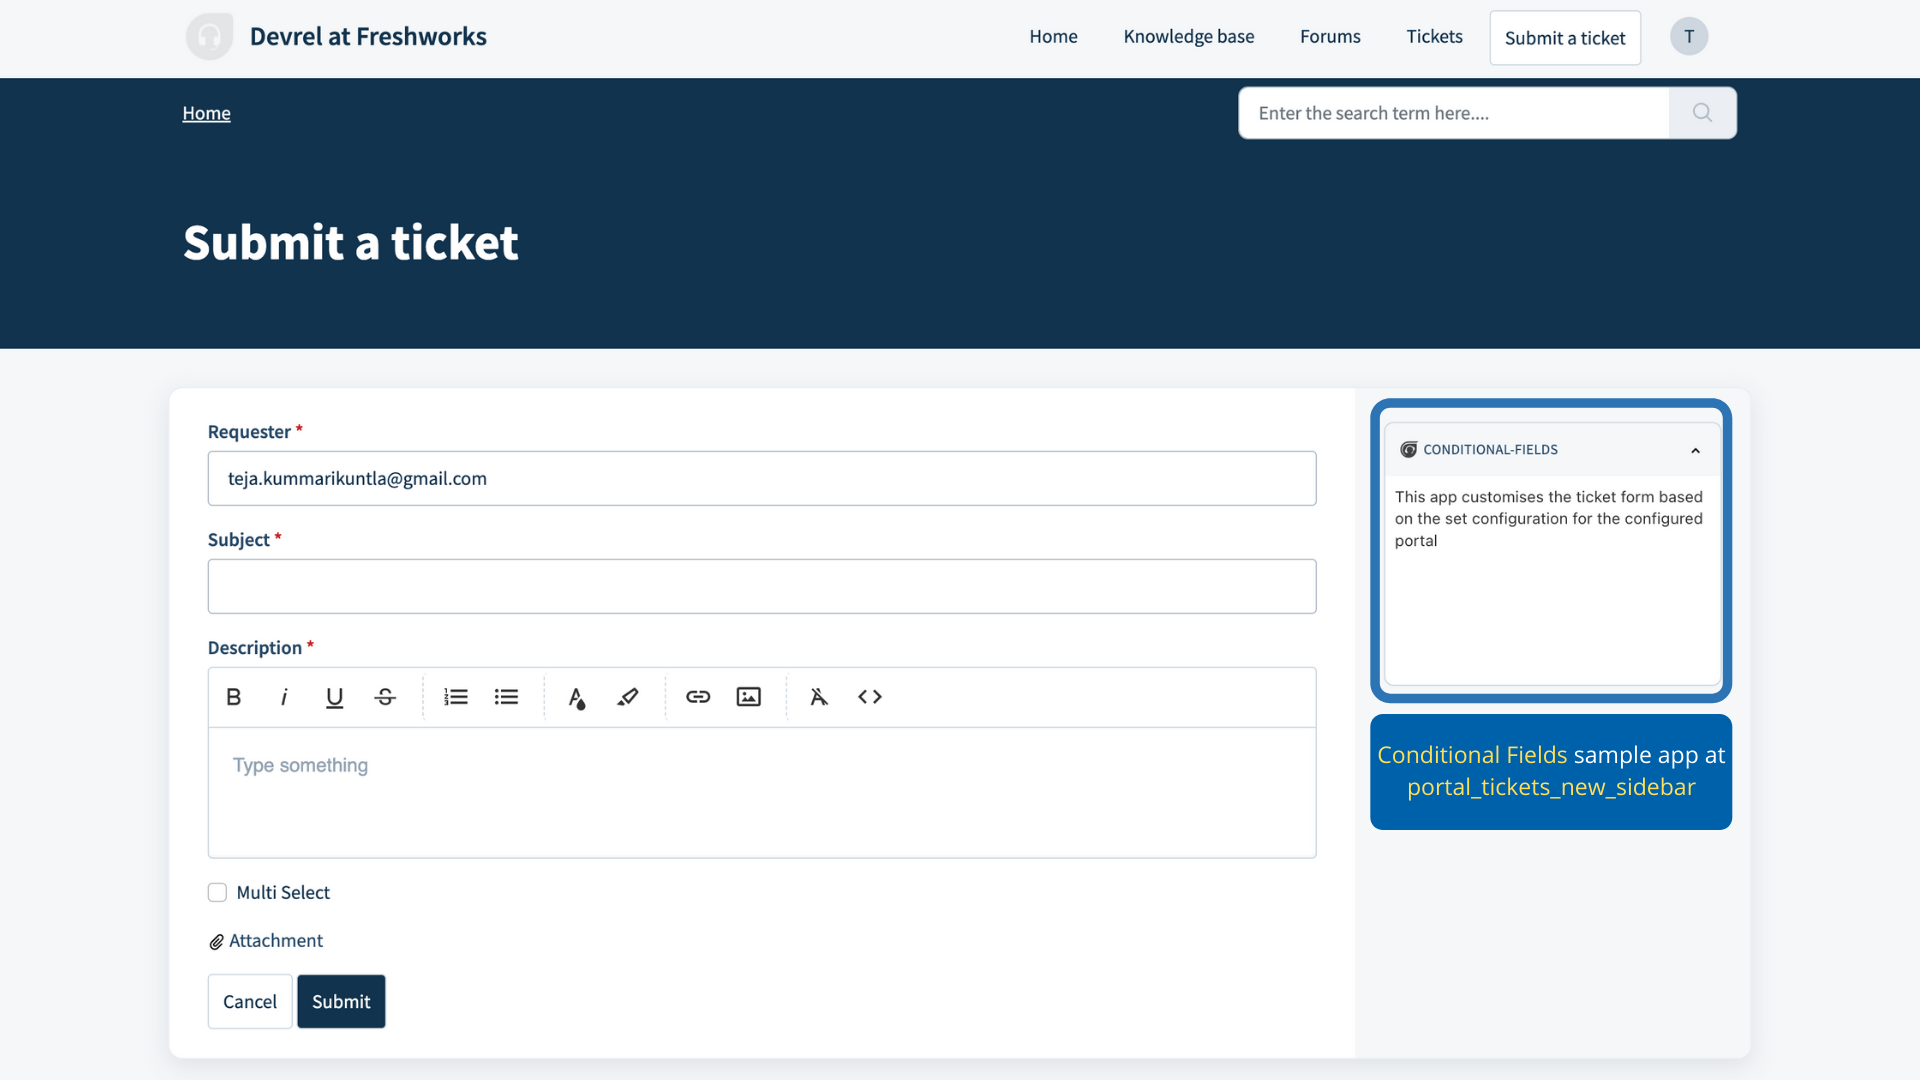 Devrel at Freshworks
Home
Knowledge base
Forums
Tickets
Submit a ticket
T
Home
Enter the search term here....
Submit a ticket
Requester *
teja.kummarikuntla@gmail.com
Subject *
Description *
Type something
Multi Select
Attachment
Cancel
Submit
CONDITIONAL-FIELDS
This app customises the ticket form based
on the set configuration for the configured
portal
Conditional Fields sample app at
portal_tickets_new_sidebar